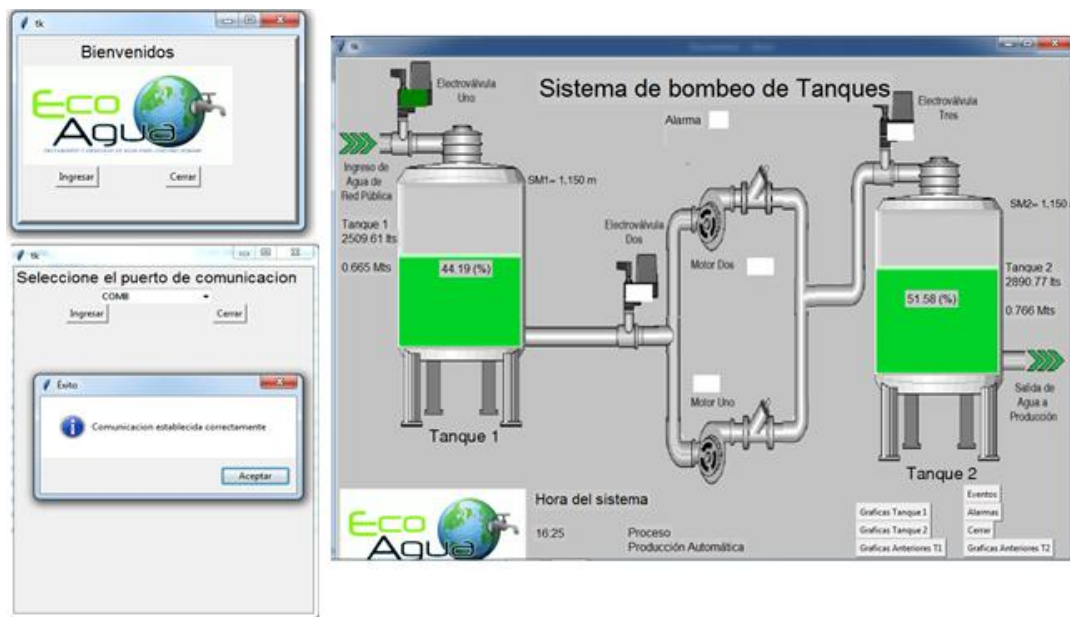 tk
Bienvenidos
Eco
Agua
Ingresar
Cerrar
tk
Seleccione el puerto de comunicacion
COM8
Ingresar
Cerrar
Éxito
Comunicacion establecida correctamente
Aceptar
tk
Sistema de bombeo de Tanques
Electroválvula
Uno
Alarma
Electroválvula
Tres
Ingreso de
Agua de
Red Pública
SM1= 1,150 m
SM2= 1,150
Tanque 1
2509.61 lts
0.665 Mts
44.19 (%)
Electroválvula
Dos
Motor Dos
Tanque 2
2890.77 lts
0.766 Mts
51.58 (%)
Motor Uno
Salida de
Agua a
Producción
Tanque 1
Tanque 2
Eco
Agua
Hora del sistema
16:25
Proceso
Producción Automática
Eventos
Graficas Tanque 1
Alarmas
Graficas Tanque 2
Cerrar
Graficas Anteriores T1
Graficas Anteriores T2